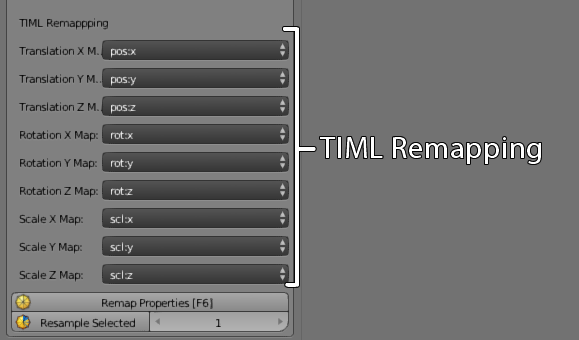 TIML Remappping
Translation X M.. pos:x
Translation Y M.. pos:y
Translation Z M.. pos:z
Rotation X Map: rot:x
Rotation Y Map: rot:y
Rotation Z Map: rot:z
Scale X Map: scl:x
Scale Y Map: scl:y
Scale Z Map: scl:z
Remap Properties [F6]
Resample Selected 1
TIML Remapping